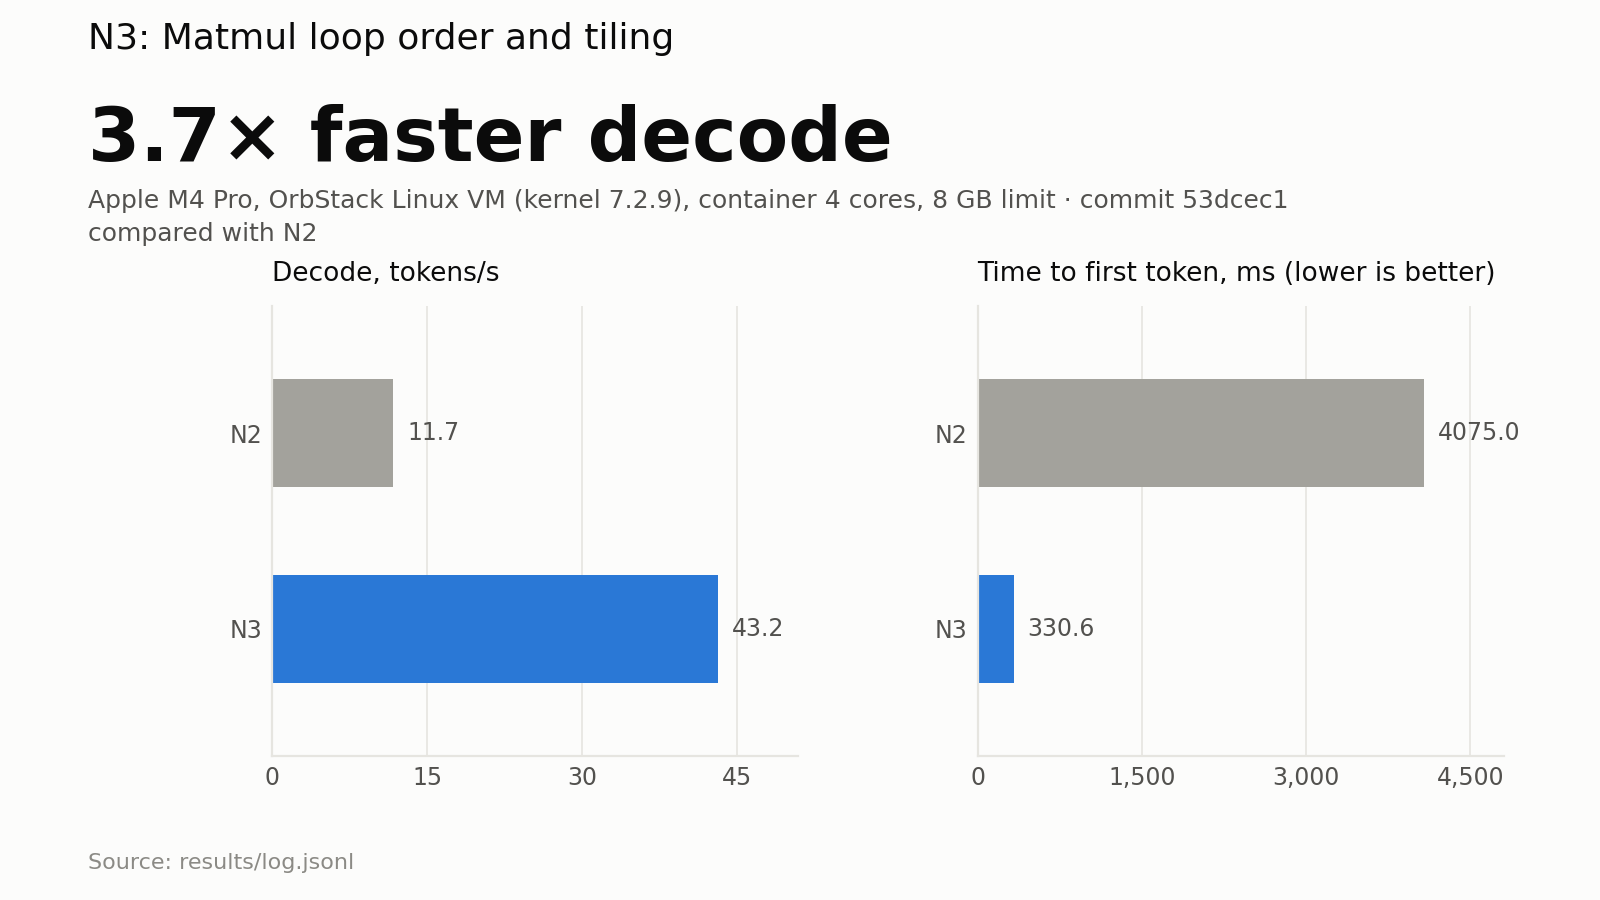 N3: Matmul loop order and tiling
3.7× faster decode
Apple M4 Pro, OrbStack Linux VM (kernel 7.2.9), container 4 cores, 8 GB limit · commit 53dcec1
compared with N2
Decode, tokens/s
N2
11.7
N3
43.2
0
15
30
45
Time to first token, ms (lower is better)
N2
4075.0
N3
330.6
0
1,500
3,000
4,500
Source: results/log.jsonl